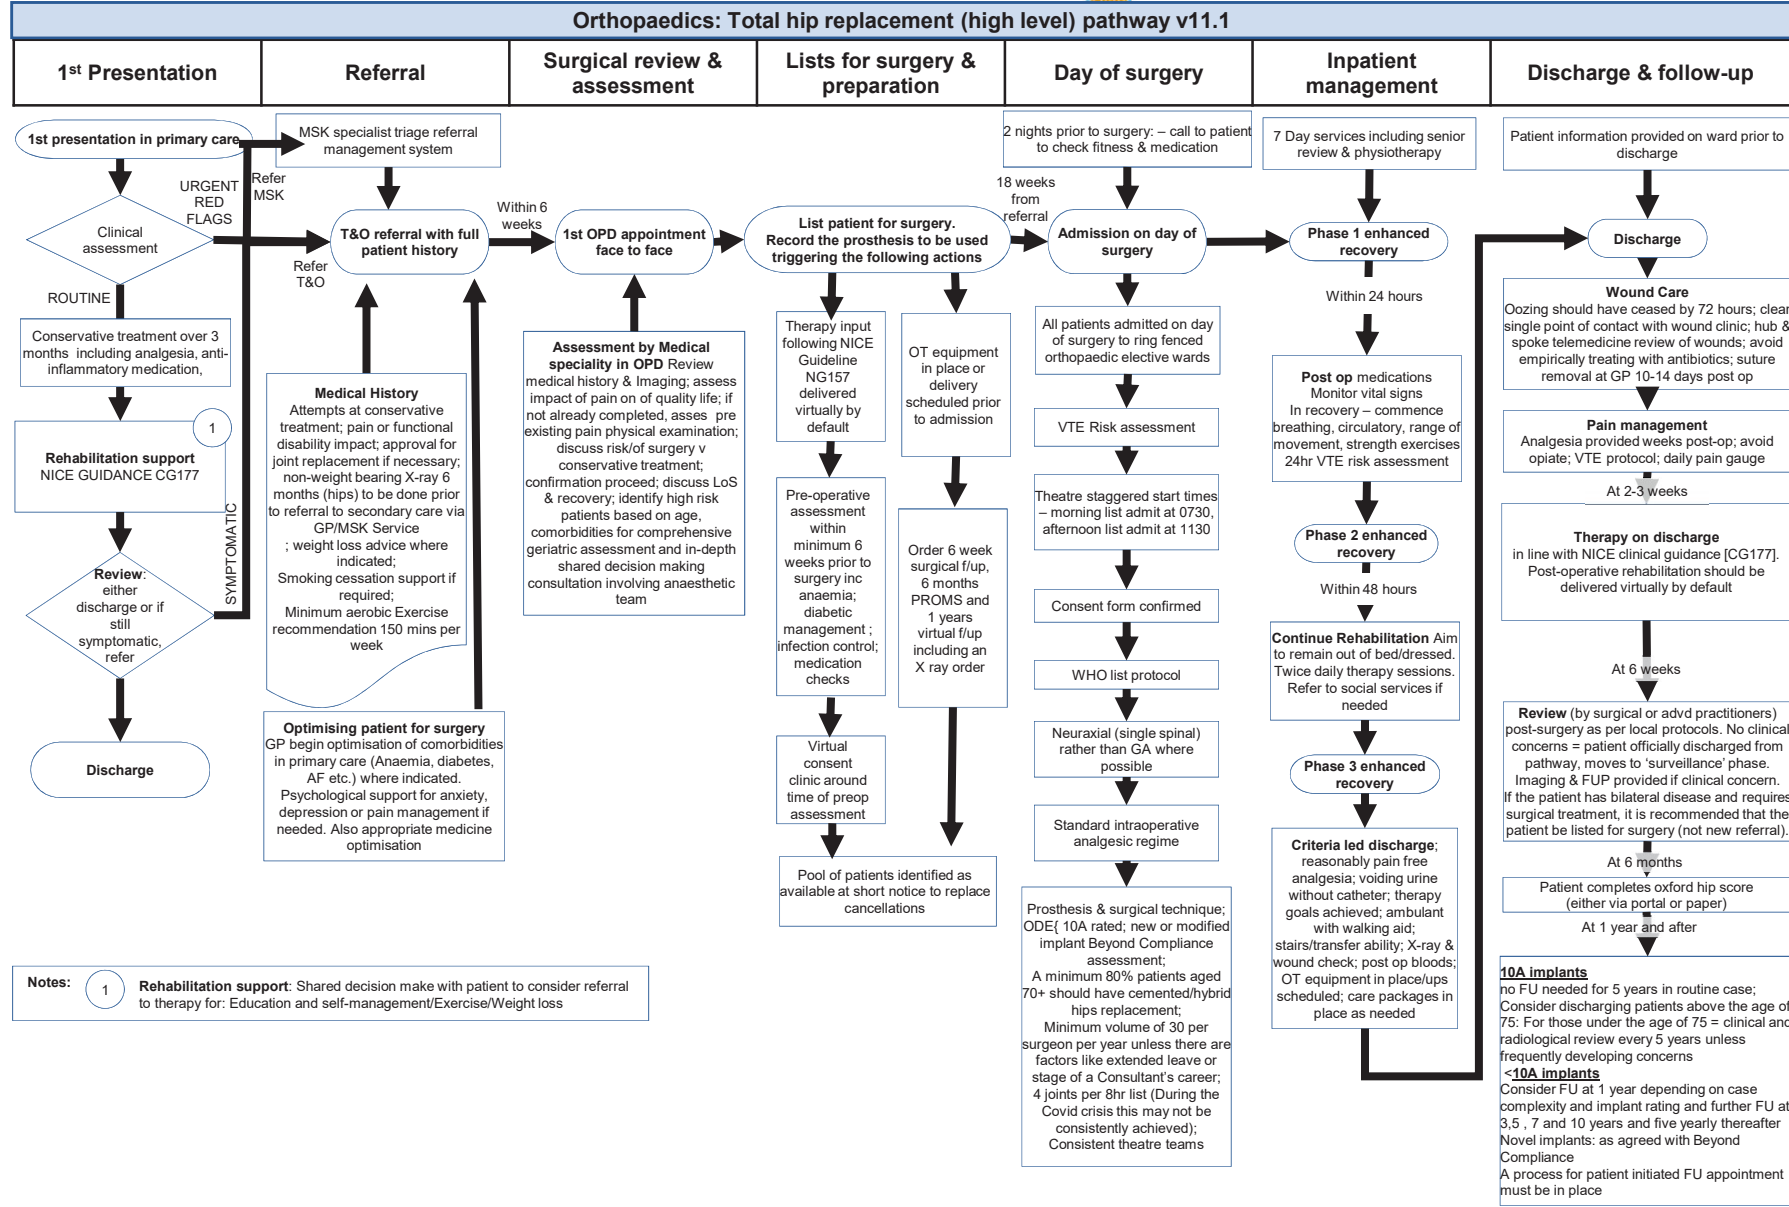 Orthopaedics: Total hip replacement (high level) pathway v11.1
1st Presentation
Referral
Surgical review &
assessment
Lists for surgery &
preparation
Day of surgery
Inpatient
management
Discharge & follow-up
1st presentation in primary care
URGENT
RED
FLAGS
Refer
MSK
Clinical
assessment
Refer
T&O
ROUTINE
Conservative treatment over 3
months including analgesia, anti-
inflammatory medication,
1
Rehabilitation support
NICE GUIDANCE CG177
SYMPTOMATIC
Review:
either
discharge or if
still
symptomatic,
refer
Discharge
MSK specialist triage referral
management system
T&O referral with full
patient history
Within 6
weeks
Medical History
Attempts at conservative
treatment; pain or functional
disability impact; approval for
joint replacement if necessary;
non-weight bearing X-ray 6
months (hips) to be done prior
to referral to secondary care via
GP/MSK Service
; weight loss advice where
indicated;
Smoking cessation support if
required;
Minimum aerobic Exercise
recommendation 150 mins per
week
Optimising patient for surgery
GP begin optimisation of comorbidities
in primary care (Anaemia, diabetes,
AF etc.) where indicated.
Psychological support for anxiety,
depression or pain management if
needed. Also appropriate medicine
optimisation
1st OPD appointment
face to face
Assessment by Medical
speciality in OPD Review
medical history & Imaging; assess
impact of pain on of quality life; if
not already completed, asses pre
existing pain physical examination;
discuss risk/of surgery v
conservative treatment;
confirmation proceed; discuss LoS
& recovery; identify high risk
patients based on age,
comorbidities for comprehensive
geriatric assessment and in-depth
shared decision making
consultation involving anaesthetic
team
List patient for surgery.
Record the prosthesis to be used
triggering the following actions
18 weeks
from
referral
Therapy input
following NICE
Guideline
NG157
delivered
virtually by
default
Pre-operative
assessment
within
minimum 6
weeks prior to
surgery inc
anaemia;
diabetic
management ;
infection control;
medication
checks
Virtual
consent
clinic around
time of preop
assessment
OT equipment
in place or
delivery
scheduled prior
to admission
Order 6 week
surgical f/up,
6 months
PROMS and
1 years
virtual f/up
including an
X ray order
Pool of patients identified as
available at short notice to replace
cancellations
2 nights prior to surgery: – call to patient
to check fitness & medication
Admission on day of
surgery
All patients admitted on day
of surgery to ring fenced
orthopaedic elective wards
VTE Risk assessment
Theatre staggered start times
– morning list admit at 0730,
afternoon list admit at 1130
Consent form confirmed
WHO list protocol
Neuraxial (single spinal)
rather than GA where
possible
Standard intraoperative
analgesic regime
Prosthesis & surgical technique;
ODE{ 10A rated; new or modified
implant Beyond Compliance
assessment;
A minimum 80% patients aged
70+ should have cemented/hybrid
hips replacement;
Minimum volume of 30 per
surgeon per year unless there are
factors like extended leave or
stage of a Consultant's career;
4 joints per 8hr list (During the
Covid crisis this may not be
consistently achieved);
Consistent theatre teams
7 Day services including senior
review & physiotherapy
Phase 1 enhanced
recovery
Within 24 hours
Post op medications
Monitor vital signs
In recovery – commence
breathing, circulatory, range of
movement, strength exercises
24hr VTE risk assessment
Phase 2 enhanced
recovery
Within 48 hours
Continue Rehabilitation Aim
to remain out of bed/dressed.
Twice daily therapy sessions.
Refer to social services if
needed
Phase 3 enhanced
recovery
Criteria led discharge;
reasonably pain free
analgesia; voiding urine
without catheter; therapy
goals achieved; ambulant
with walking aid;
stairs/transfer ability; X-ray &
wound check; post op bloods;
OT equipment in place/ups
scheduled; care packages in
place as needed
Patient information provided on ward prior to
discharge
Discharge
Wound Care
Oozing should have ceased by 72 hours; clear
single point of contact with wound clinic; hub &
spoke telemedicine review of wounds; avoid
empirically treating with antibiotics; suture
removal at GP 10-14 days post op
Pain management
Analgesia provided weeks post-op; avoid
opiate; VTE protocol; daily pain gauge
At 2-3 weeks
Therapy on discharge
in line with NICE clinical guidance [CG177].
Post-operative rehabilitation should be
delivered virtually by default
At 6 weeks
Review (by surgical or advd practitioners)
post-surgery as per local protocols. No clinical
concerns = patient officially discharged from
pathway, moves to 'surveillance' phase.
Imaging & FUP provided if clinical concern.
If the patient has bilateral disease and requires
surgical treatment, it is recommended that the
patient be listed for surgery (not new referral).
At 6 months
Patient completes oxford hip score
(either via portal or paper)
At 1 year and after
10A implants
no FU needed for 5 years in routine case;
Consider discharging patients above the age of
75: For those under the age of 75 = clinical and
radiological review every 5 years unless
frequently developing concerns
<10A implants
Consider FU at 1 year depending on case
complexity and implant rating and further FU at
3,5 , 7 and 10 years and five yearly thereafter
Novel implants: as agreed with Beyond
Compliance
A process for patient initiated FU appointment
must be in place
Notes:
1
Rehabilitation support: Shared decision make with patient to consider referral
to therapy for: Education and self-management/Exercise/Weight loss